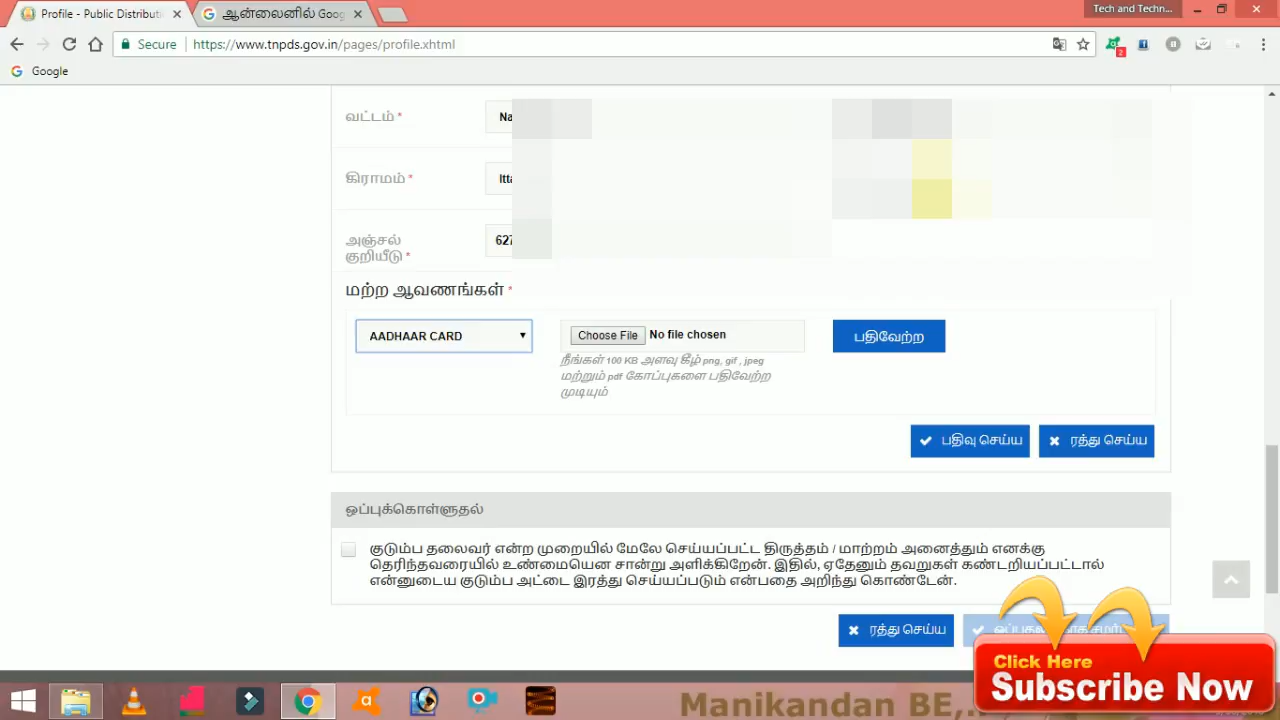 Profile - Public Distributi
ஆன்லைனில் Goog
Tech and Techn...
Secure
https://www.tnpds.gov.in/pages/profile.xhtml
2
Google
வட்டம் *
Na
கிராமம் *
Itta
அஞ்சல்
குறியீடு *
627
மற்ற ஆவணங்கள் *
AADHAAR CARD
Choose File No file chosen
பதிவேற்ற
நீங்கள் 100 KB அளவு கீழ் png, gif , jpeg
மற்றும் pdf கோப்புகளை பதிவேற்ற
முடியும்
பதிவு செய்ய
ரத்து செய்ய
ஒப்புக்கொள்ளுதல்
குடும்ப தலைவர் என்ற முறையில் மேலே செய்யப்பட்ட திருத்தம் / மாற்றம் அனைத்தும் எனக்கு
தெரிந்தவரையில் உண்மையென சான்று அளிக்கிறேன். இதில், ஏதேனும் தவறுகள் கண்டறியப்பட்டால்
என்னுடைய குடும்ப அட்டை இரத்து செய்யப்படும் என்பதை அறிந்து கொண்டேன்.
ரத்து செய்ய
Click Here
Subscribe Now
Manikandan BE,